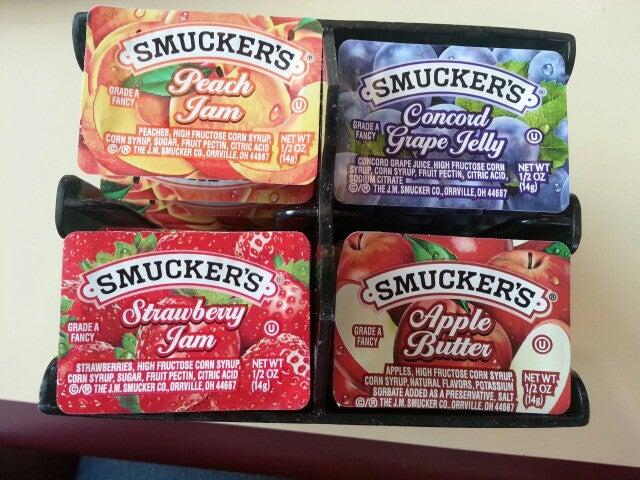 SMUCKER'S®
Peach
Jam
GRADE A
FANCY
PEACHES, HIGH FRUCTOSE CORN SYRUP,
CORN SYRUP, SUGAR, FRUIT PECTIN, CITRIC ACID
©/® THE J.M. SMUCKER CO., ORRVILLE, OH 44667
NET WT
1/2 OZ
(14g)
U
SMUCKER'S®
Concord
Grape Jelly
GRADE A
FANCY
CONCORD GRAPE JUICE, HIGH FRUCTOSE CORN
SYRUP, CORN SYRUP, FRUIT PECTIN, CITRIC ACID,
SODIUM CITRATE
©/® THE J.M. SMUCKER CO., ORRVILLE, OH 44667
NET WT
1/2 OZ
(14g)
U
SMUCKER'S®
Strawberry
Jam
GRADE A
FANCY
STRAWBERRIES, HIGH FRUCTOSE CORN SYRUP,
CORN SYRUP, SUGAR, FRUIT PECTIN, CITRIC ACID
©/® THE J.M. SMUCKER CO., ORRVILLE, OH 44667
NET WT
1/2 OZ
(14g)
U
SMUCKER'S®
Apple
Butter
GRADE A
FANCY
APPLES, HIGH FRUCTOSE CORN SYRUP,
CORN SYRUP, NATURAL FLAVORS, POTASSIUM
SORBATE ADDED AS A PRESERVATIVE, SALT
©/® THE J.M. SMUCKER CO., ORRVILLE, OH 44667
NET WT
1/2 OZ
(14g)
U